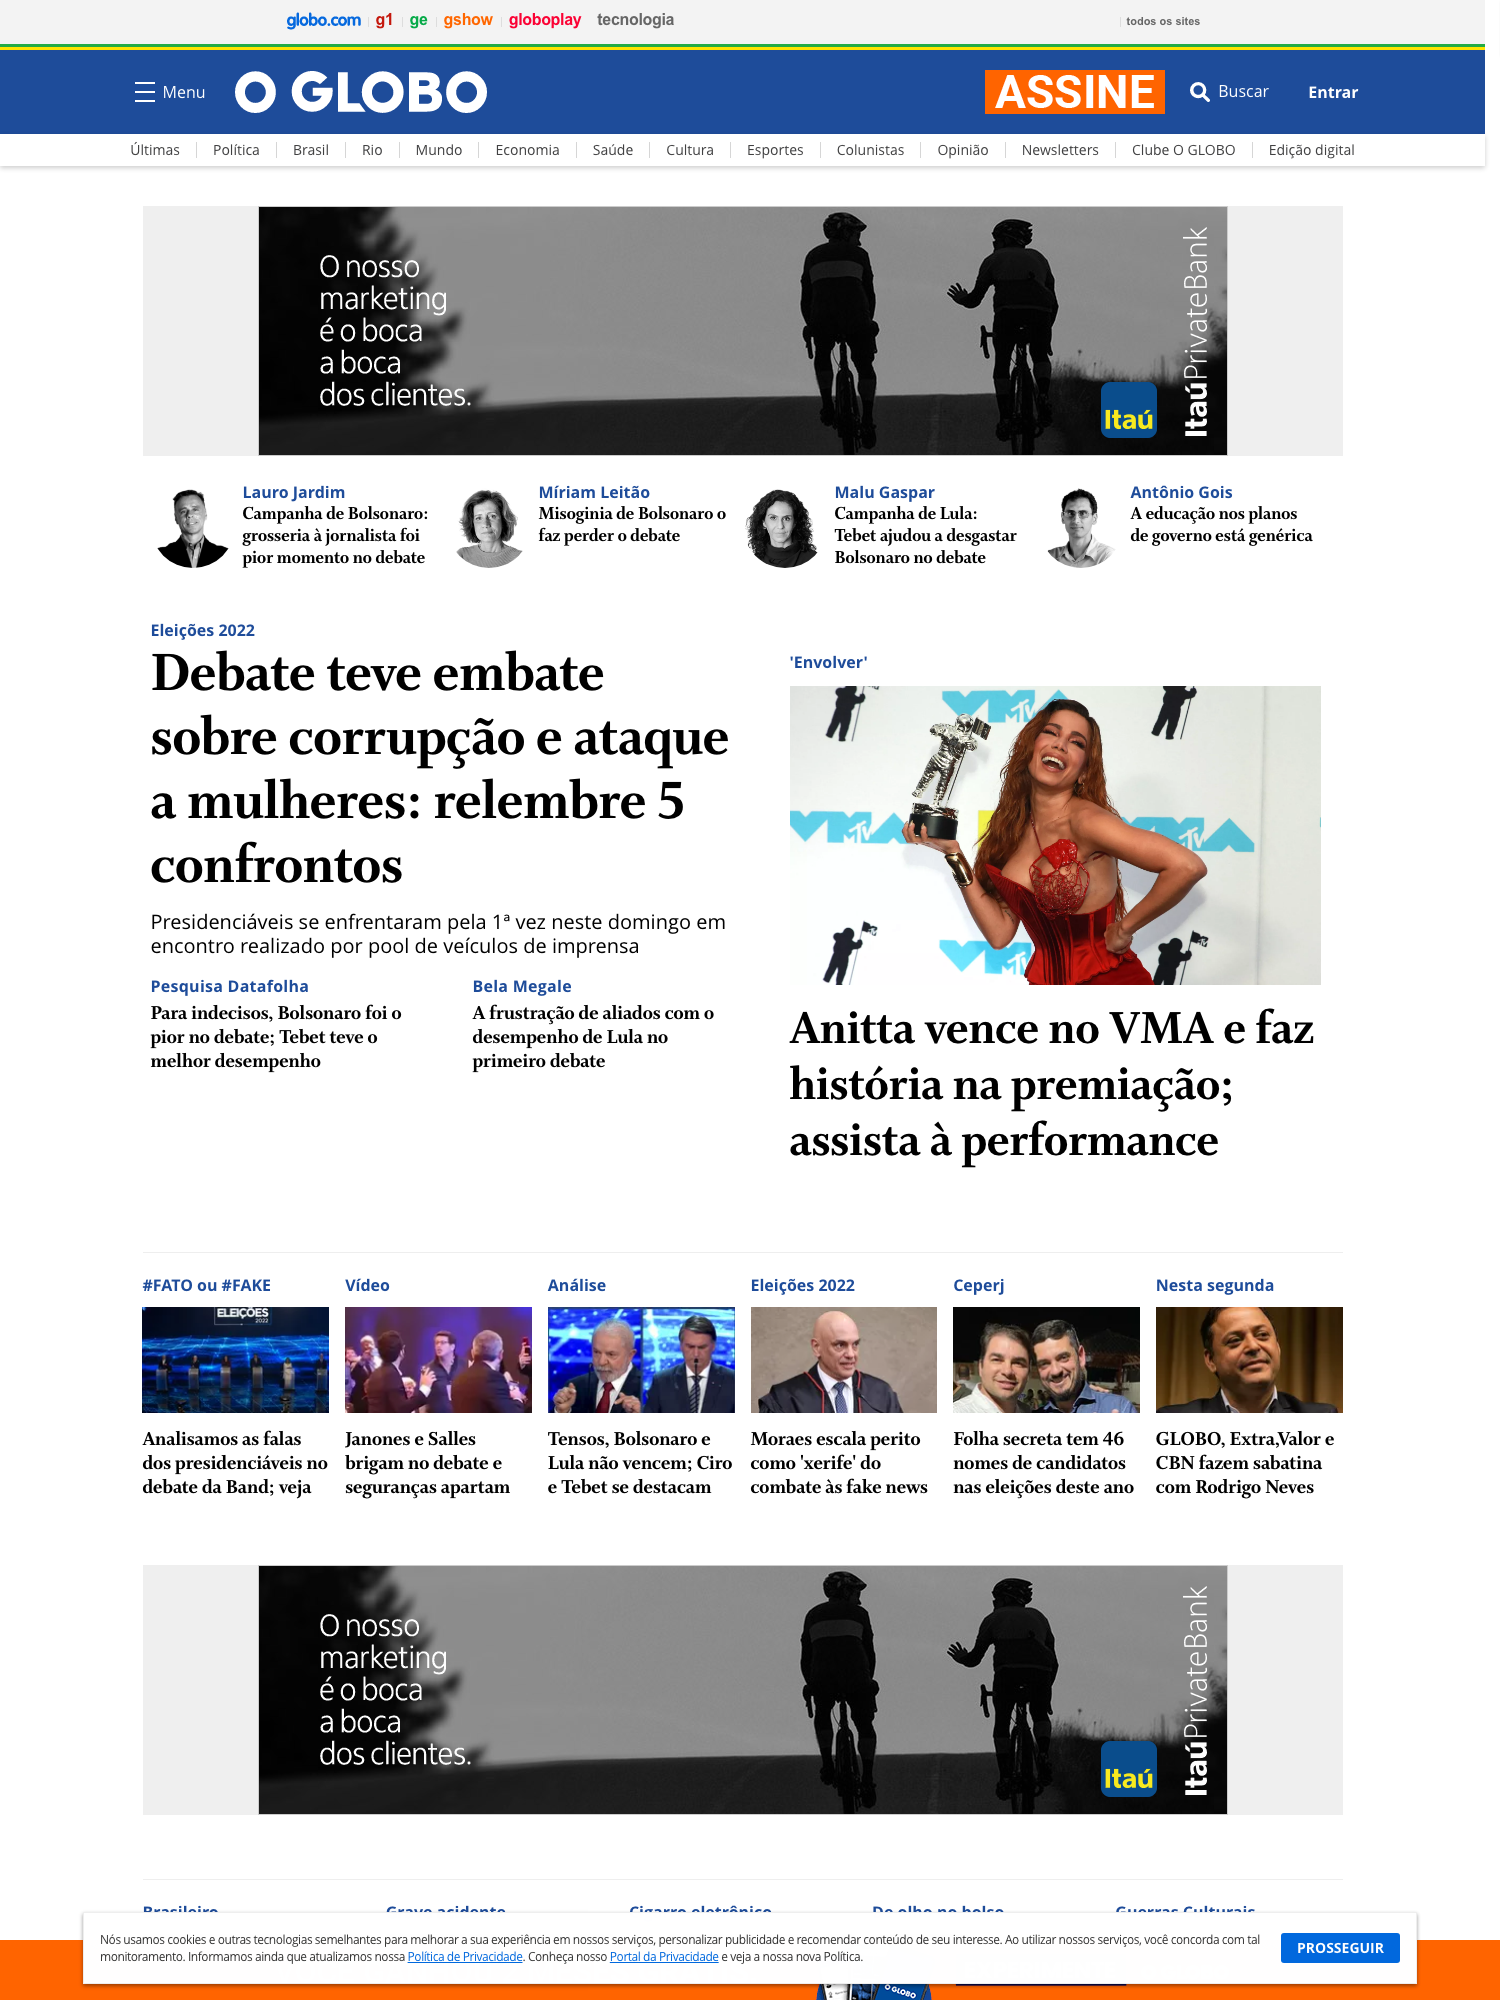 globo.com g1 ge gshow globoplay tecnologia todos os sites
Menu O GLOBO ASSINE Buscar Entrar
Últimas Política Brasil Rio Mundo Economia Saúde Cultura Esportes Colunistas Opinião Newsletters Clube O GLOBO Edição digital
O nosso
marketing
é o boca
a boca
dos clientes.
Itaú
Itaú Private Bank
Lauro Jardim
Campanha de Bolsonaro:
grosseria à jornalista foi
pior momento no debate
Míriam Leitão
Misoginia de Bolsonaro o
faz perder o debate
Malu Gaspar
Campanha de Lula:
Tebet ajudou a desgastar
Bolsonaro no debate
Antônio Gois
A educação nos planos
de governo está genérica
Eleições 2022
Debate teve embate
sobre corrupção e ataque
a mulheres: relembre 5
confrontos
Presidenciáveis se enfrentaram pela 1ª vez neste domingo em
encontro realizado por pool de veículos de imprensa
Pesquisa Datafolha
Para indecisos, Bolsonaro foi o
pior no debate; Tebet teve o
melhor desempenho
Bela Megale
A frustração de aliados com o
desempenho de Lula no
primeiro debate
'Envolver'
Anitta vence no VMA e faz
história na premiação;
assista à performance
#FATO ou #FAKE
ELEIÇÕES
2022
Analisamos as falas
dos presidenciáveis no
debate da Band; veja
Vídeo
Janones e Salles
brigam no debate e
seguranças apartam
Análise
Tensos, Bolsonaro e
Lula não vencem; Ciro
e Tebet se destacam
Eleições 2022
Moraes escala perito
como 'xerife' do
combate às fake news
Ceperj
Folha secreta tem 46
nomes de candidatos
nas eleições deste ano
Nesta segunda
GLOBO, Extra,Valor e
CBN fazem sabatina
com Rodrigo Neves
O nosso
marketing
é o boca
a boca
dos clientes.
Itaú
Itaú Private Bank
Brasileiro Grave acidente Cigarro eletrônico De olho no bolso Guerras Culturais
Nós usamos cookies e outras tecnologias semelhantes para melhorar a sua experiência em nossos serviços, personalizar publicidade e recomendar conteúdo de seu interesse. Ao utilizar nossos serviços, você concorda com tal
monitoramento. Informamos ainda que atualizamos nossa Política de Privacidade. Conheça nosso Portal da Privacidade e veja a nossa nova Política.
PROSSEGUIR
O GLOBO